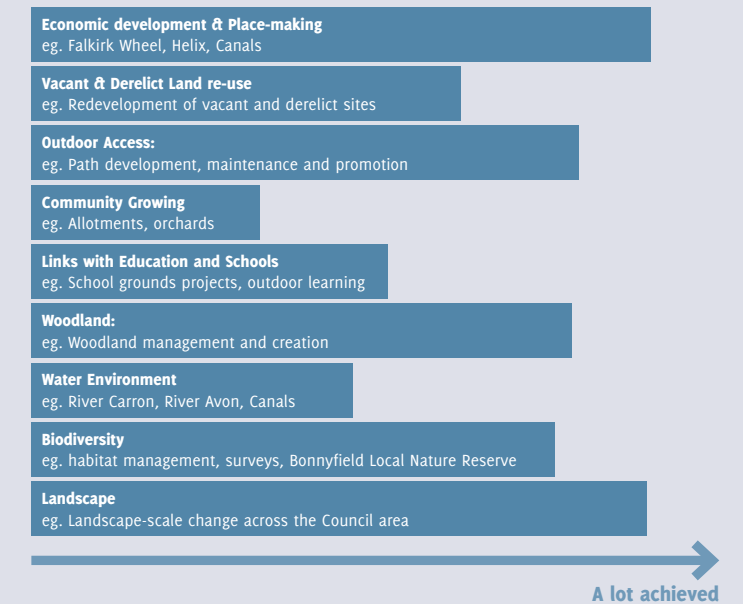 Economic development & Place-making
eg. Falkirk Wheel, Helix, Canals
Vacant & Derelict Land re-use
eg. Redevelopment of vacant and derelict sites
Outdoor Access:
eg. Path development, maintenance and promotion
Community Growing
eg. Allotments, orchards
Links with Education and Schools
eg. School grounds projects, outdoor learning
Woodland:
eg. Woodland management and creation
Water Environment
eg. River Carron, River Avon, Canals
Biodiversity
eg. habitat management, surveys, Bonnyfield Local Nature Reserve
Landscape
eg. Landscape-scale change across the Council area
A lot achieved